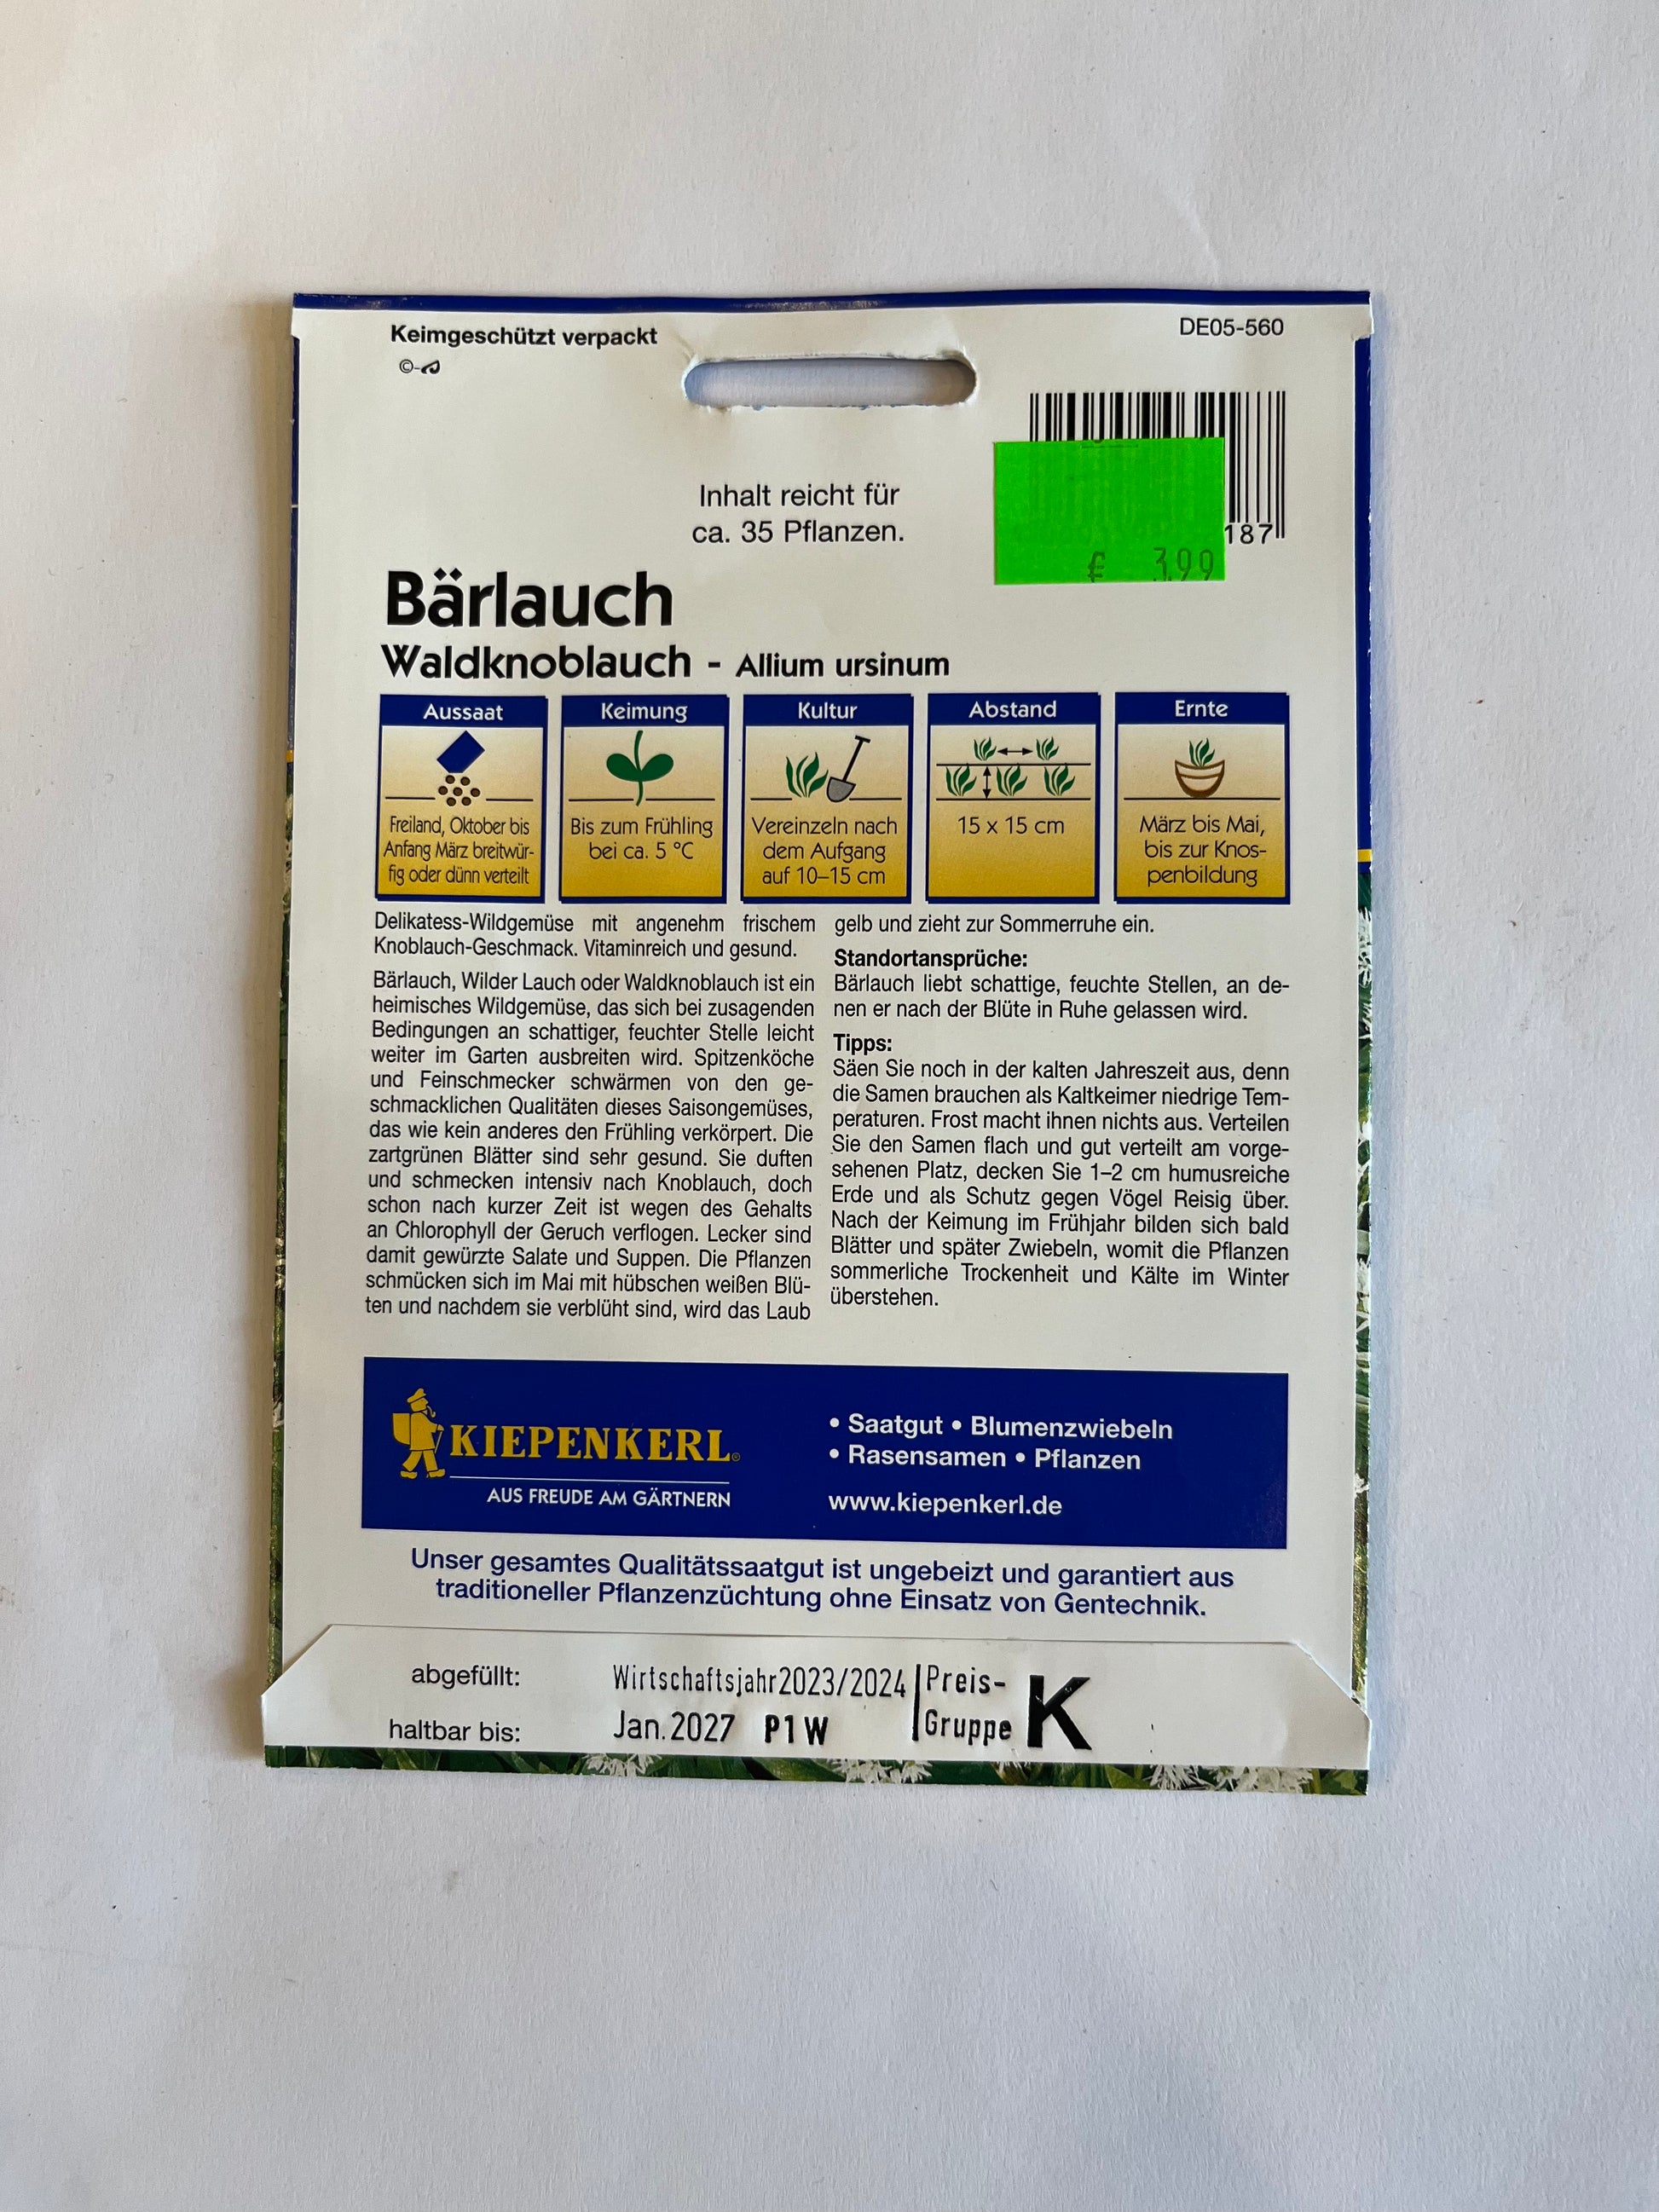 Keimgeschützt verpackt
DE05-560
©-
Inhalt reicht für
ca. 35 Pflanzen.
187
€ 3,99
Bärlauch
Waldknoblauch - Allium ursinum
Aussaat
Freiland, Oktober bis
Anfang März breitwür-
fig oder dünn verteilt
Keimung
Bis zum Frühling
bei ca. 5 °C
Kultur
Vereinzeln nach
dem Aufgang
auf 10–15 cm
Abstand
15 x 15 cm
Ernte
März bis Mai,
bis zur Knos-
penbildung
Delikatess-Wildgemüse mit angenehm frischem
Knoblauch-Geschmack. Vitaminreich und gesund.
Bärlauch, Wilder Lauch oder Waldknoblauch ist ein
heimisches Wildgemüse, das sich bei zusagenden
Bedingungen an schattiger, feuchter Stelle leicht
weiter im Garten ausbreiten wird. Spitzenköche
und Feinschmecker schwärmen von den ge-
schmacklichen Qualitäten dieses Saisongemüses,
das wie kein anderes den Frühling verkörpert. Die
zartgrünen Blätter sind sehr gesund. Sie duften
und schmecken intensiv nach Knoblauch, doch
schon nach kurzer Zeit ist wegen des Gehalts
an Chlorophyll der Geruch verflogen. Lecker sind
damit gewürzte Salate und Suppen. Die Pflanzen
schmücken sich im Mai mit hübschen weißen Blü-
ten und nachdem sie verblüht sind, wird das Laub
gelb und zieht zur Sommerruhe ein.
Standortansprüche:
Bärlauch liebt schattige, feuchte Stellen, an de-
nen er nach der Blüte in Ruhe gelassen wird.
Tipps:
Säen Sie noch in der kalten Jahreszeit aus, denn
die Samen brauchen als Kaltkeimer niedrige Tem-
peraturen. Frost macht ihnen nichts aus. Verteilen
Sie den Samen flach und gut verteilt am vorge-
sehenen Platz, decken Sie 1–2 cm humusreiche
Erde und als Schutz gegen Vögel Reisig über.
Nach der Keimung im Frühjahr bilden sich bald
Blätter und später Zwiebeln, womit die Pflanzen
sommerliche Trockenheit und Kälte im Winter
überstehen.
KIEPENKERL®
AUS FREUDE AM GÄRTNERN
• Saatgut • Blumenzwiebeln
• Rasensamen • Pflanzen
www.kiepenkerl.de
Unser gesamtes Qualitätssaatgut ist ungebeizt und garantiert aus
traditioneller Pflanzenzüchtung ohne Einsatz von Gentechnik.
abgefüllt: Wirtschaftsjahr2023/2024
haltbar bis: Jan.2027 P1W
Preis-
Gruppe K